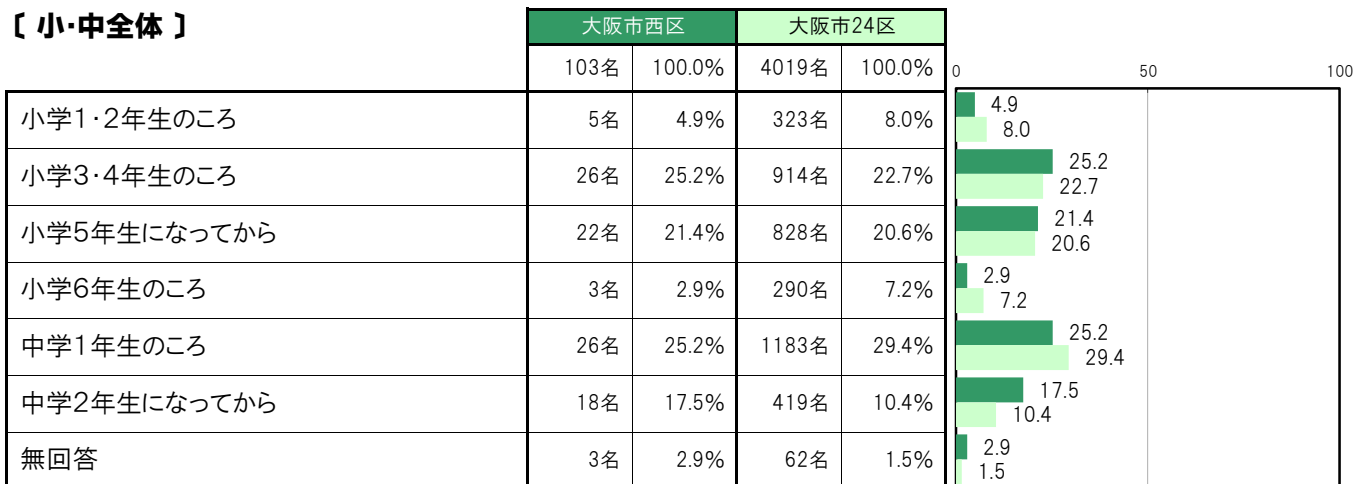 〔 小・中全体 〕
大阪市西区 大阪市24区
103名 100.0% 4019名 100.0% 0 50 100
小学1・2年生のころ 5名 4.9% 323名 8.0% 4.9
8.0
小学3・4年生のころ 26名 25.2% 914名 22.7% 25.2
22.7
小学5年生になってから 22名 21.4% 828名 20.6% 21.4
20.6
小学6年生のころ 3名 2.9% 290名 7.2% 2.9
7.2
中学1年生のころ 26名 25.2% 1183名 29.4% 25.2
29.4
中学2年生になってから 18名 17.5% 419名 10.4% 17.5
10.4
無回答 3名 2.9% 62名 1.5% 2.9
1.5